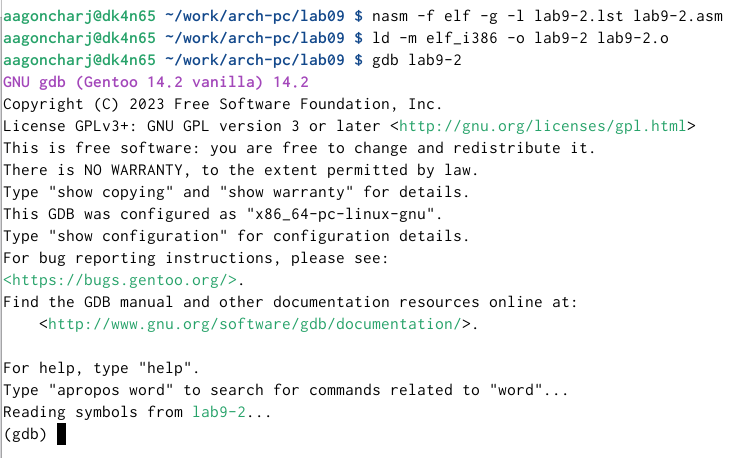 aagoncharj@dk4n65 ~/work/arch-pc/lab09 $ nasm -f elf -g -l lab9-2.lst lab9-2.asm
aagoncharj@dk4n65 ~/work/arch-pc/lab09 $ ld -m elf_i386 -o lab9-2 lab9-2.o
aagoncharj@dk4n65 ~/work/arch-pc/lab09 $ gdb lab9-2
GNU gdb (Gentoo 14.2 vanilla) 14.2
Copyright (C) 2023 Free Software Foundation, Inc.
License GPLv3+: GNU GPL version 3 or later <http://gnu.org/licenses/gpl.html>
This is free software: you are free to change and redistribute it.
There is NO WARRANTY, to the extent permitted by law.
Type "show copying" and "show warranty" for details.
This GDB was configured as "x86_64-pc-linux-gnu".
Type "show configuration" for configuration details.
For bug reporting instructions, please see:
<https://bugs.gentoo.org/>.
Find the GDB manual and other documentation resources online at:
    <http://www.gnu.org/software/gdb/documentation/>.

For help, type "help".
Type "apropos word" to search for commands related to "word"...
Reading symbols from lab9-2...
(gdb)